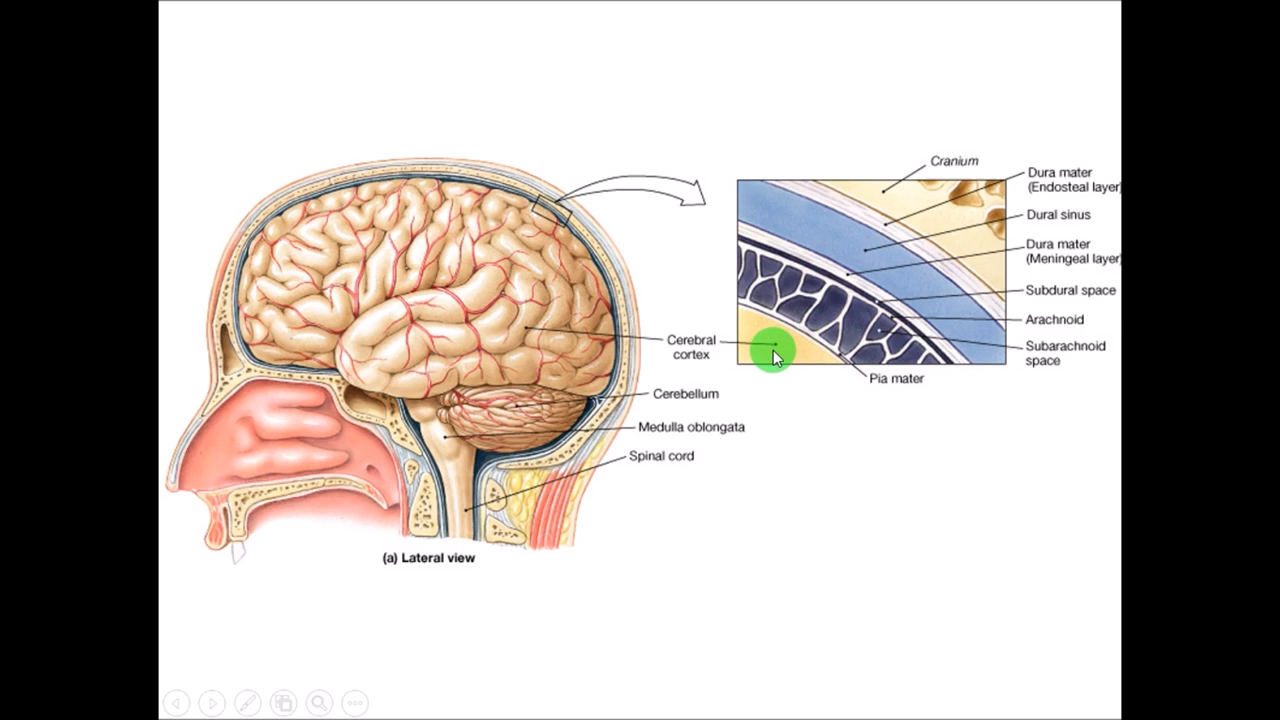 Cranium
Dura mater
(Endosteal layer)
Dural sinus
Dura mater
(Meningeal layer)
Subdural space
Arachnoid
Subarachnoid
space
Pia mater
Cerebral
cortex
Cerebellum
Medulla oblongata
Spinal cord
(a) Lateral view